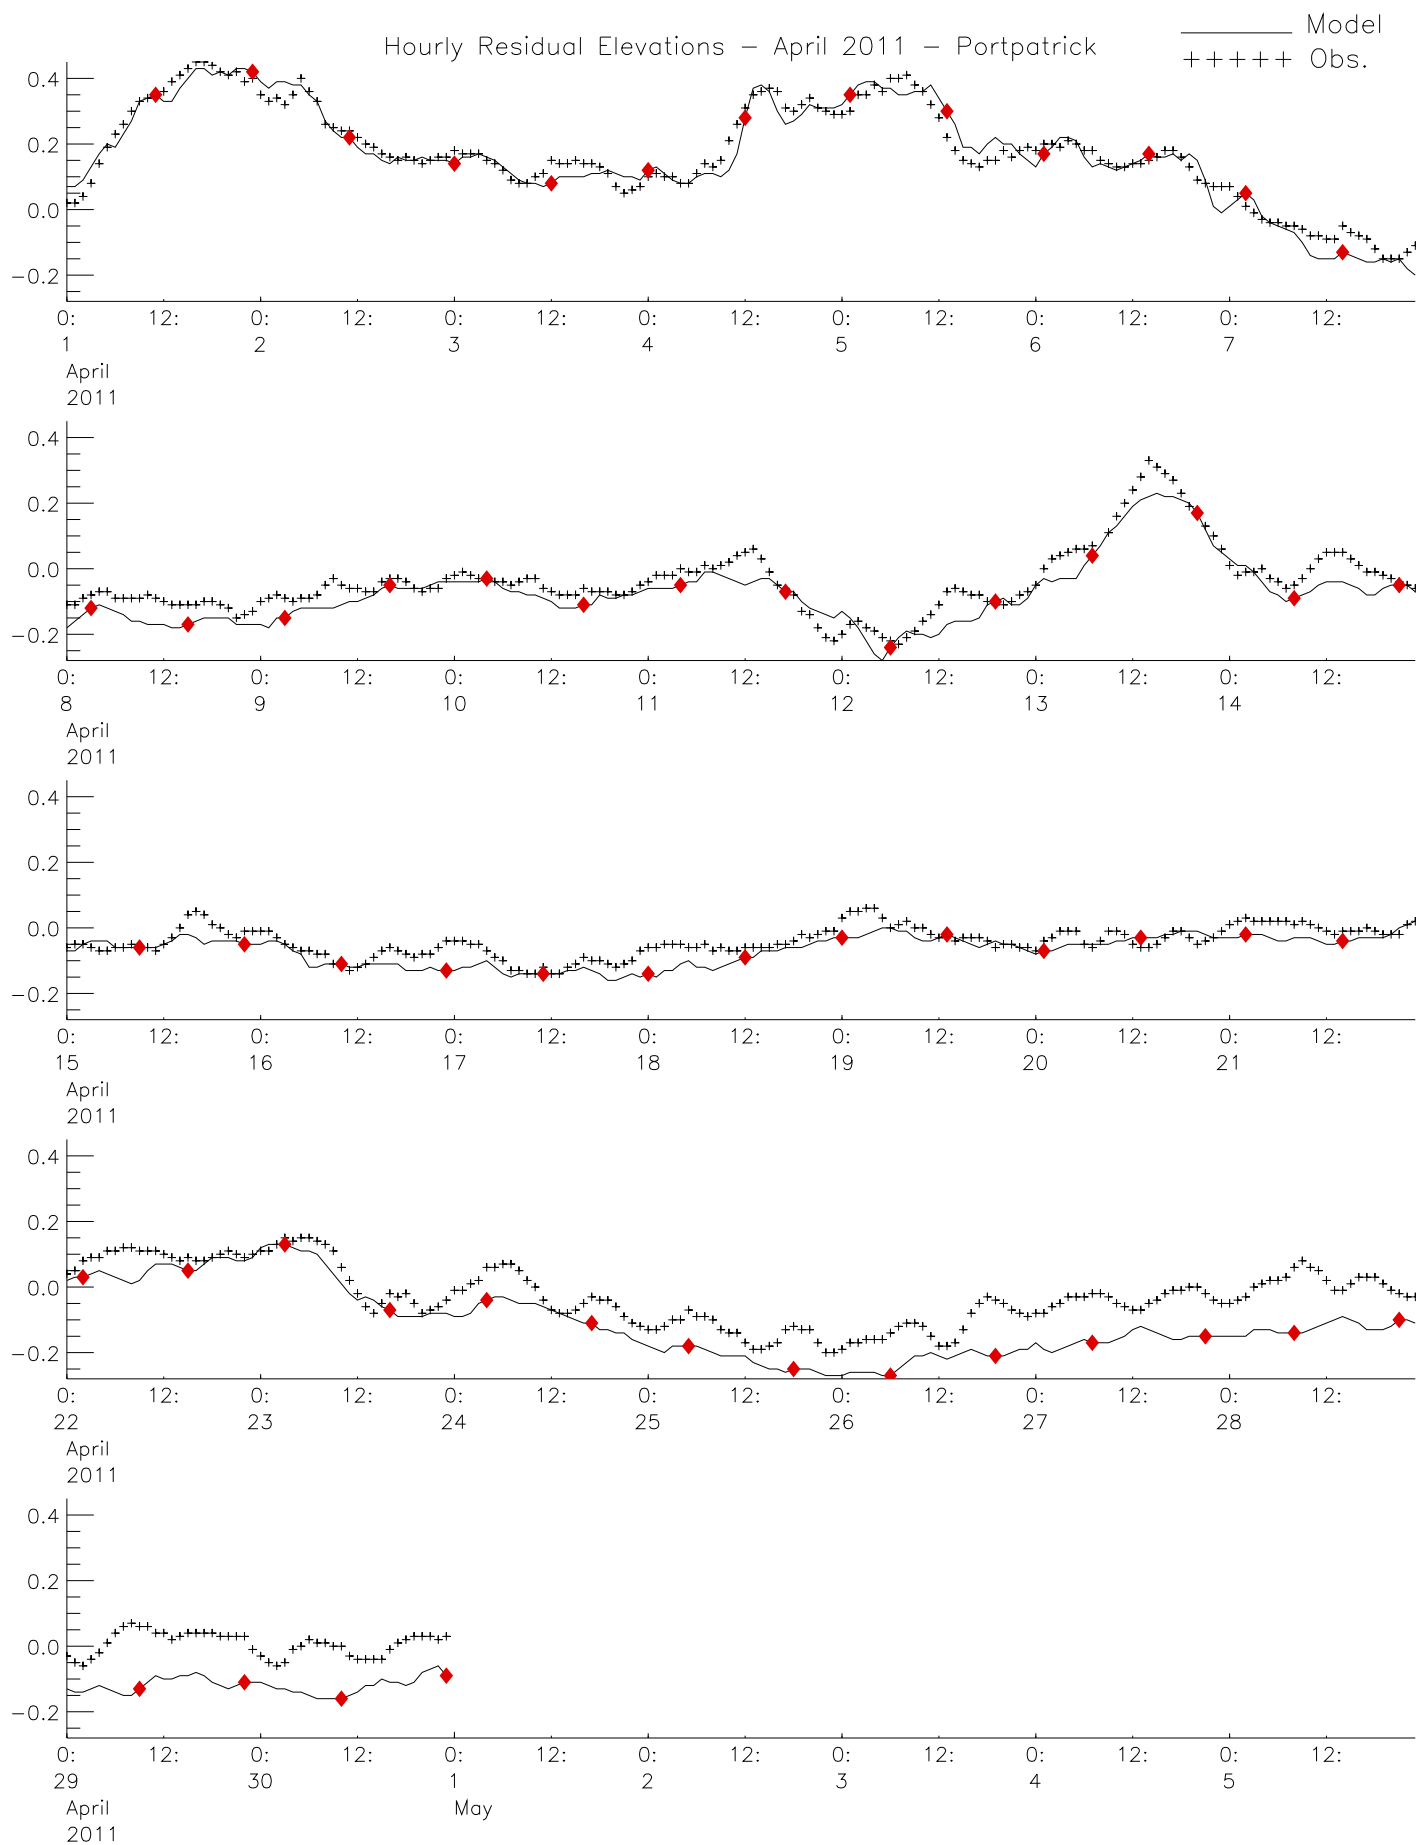 Model
Hourly Residual Elevations – April 2011 – Portpatrick
+++++ Obs.
0.4
0.2
0.0
−0.2
0: 12: 0: 12: 0: 12: 0: 12: 0: 12: 0: 12: 0: 12:
1 2 3 4 5 6 7
April
2011
0.4
0.2
0.0
−0.2
0: 12: 0: 12: 0: 12: 0: 12: 0: 12: 0: 12: 0: 12:
8 9 10 11 12 13 14
April
2011
0.4
0.2
0.0
−0.2
0: 12: 0: 12: 0: 12: 0: 12: 0: 12: 0: 12: 0: 12:
15 16 17 18 19 20 21
April
2011
0.4
0.2
0.0
−0.2
0: 12: 0: 12: 0: 12: 0: 12: 0: 12: 0: 12: 0: 12:
22 23 24 25 26 27 28
April
2011
0.4
0.2
0.0
−0.2
0: 12: 0: 12: 0: 12: 0: 12: 0: 12: 0: 12: 0: 12:
29 30 1 2 3 4 5
April May
2011